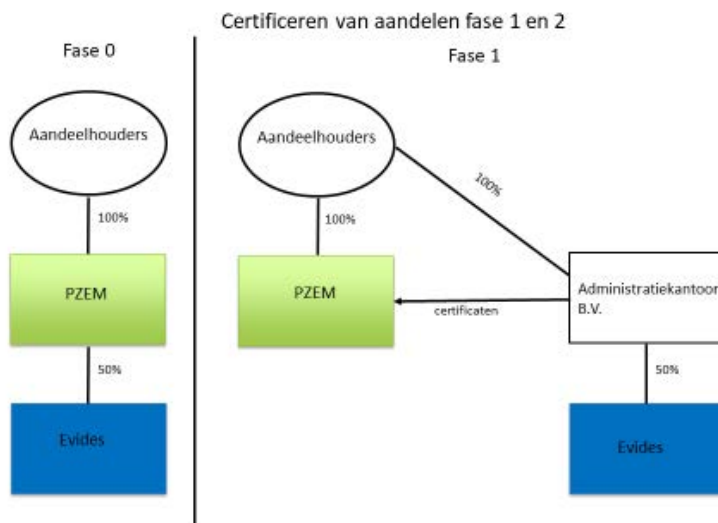 Certificeren van aandelen fase 1 en 2
Fase 0
Aandeelhouders
100%
PZEM
50%
Evides
Fase 1
Aandeelhouders
100%
100%
PZEM
certificaten
Administratiekantoor
B.V.
50%
Evides